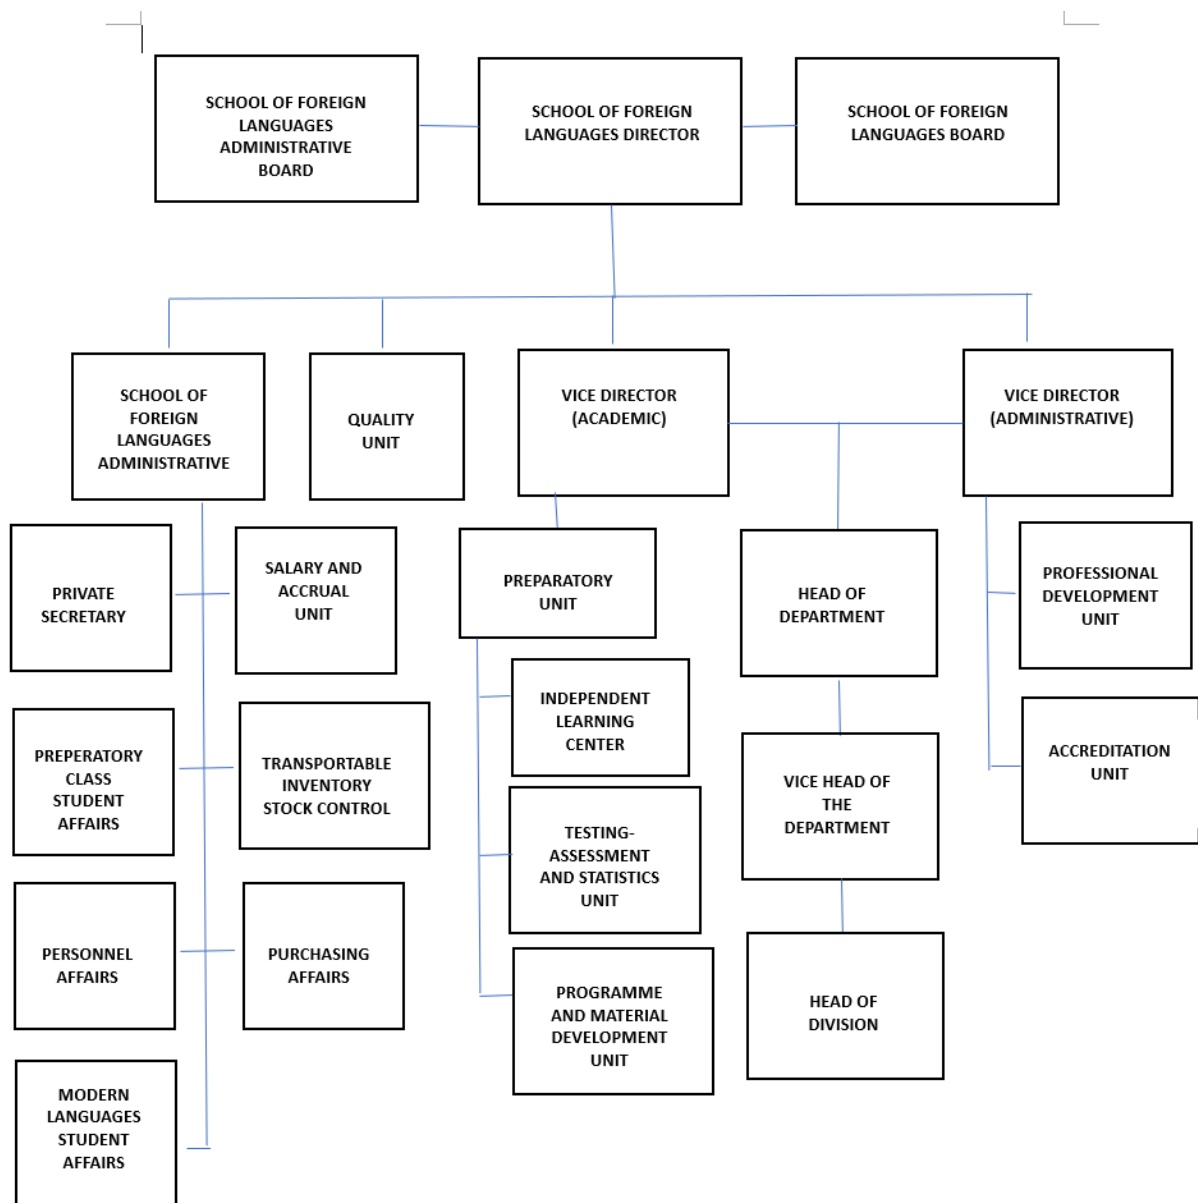 SCHOOL OF FOREIGN
LANGUAGES
ADMINISTRATIVE
BOARD
SCHOOL OF FOREIGN
LANGUAGES DIRECTOR
SCHOOL OF FOREIGN
LANGUAGES BOARD
SCHOOL OF
FOREIGN
LANGUAGES
ADMINISTRATIVE
QUALITY
UNIT
VICE DIRECTOR
(ACADEMIC)
VICE DIRECTOR
(ADMINISTRATIVE)
PRIVATE
SECRETARY
SALARY AND
ACCRUAL
UNIT
PREPARATORY
UNIT
HEAD OF
DEPARTMENT
PROFESSIONAL
DEVELOPMENT
UNIT
INDEPENDENT
LEARNING
CENTER
PREPERATORY
CLASS
STUDENT
AFFAIRS
TRANSPORTABLE
INVENTORY
STOCK CONTROL
VICE HEAD OF
THE
DEPARTMENT
ACCREDITATION
UNIT
TESTING-
ASSESSMENT
AND STATISTICS
UNIT
PERSONNEL
AFFAIRS
PURCHASING
AFFAIRS
PROGRAMME
AND MATERIAL
DEVELOPMENT
UNIT
HEAD OF
DIVISION
MODERN
LANGUAGES
STUDENT
AFFAIRS